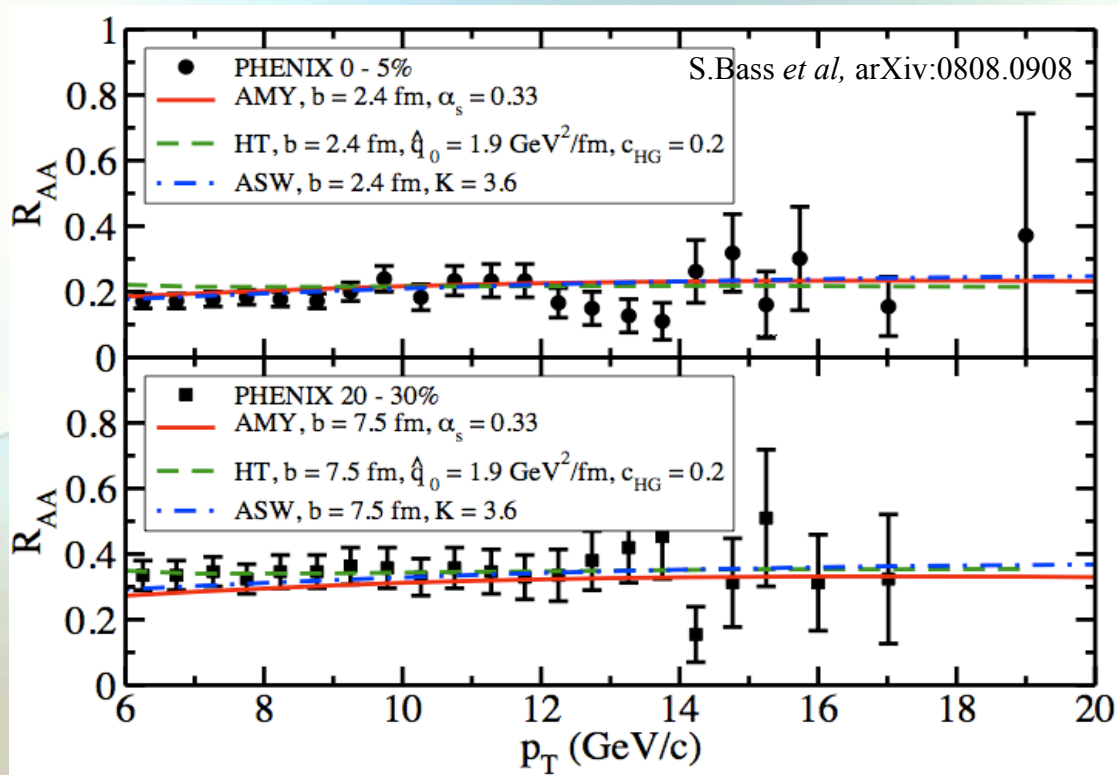 1
PHENIX 0 - 5%
S.Bass et al, arXiv:0808.0908
AMY, b = 2.4 fm, αs = 0.33
0.8
HT, b = 2.4 fm, q̂0 = 1.9 GeV²/fm, cHG = 0.2
0.6
ASW, b = 2.4 fm, K = 3.6
RAA
0.4
0.2
0
PHENIX 20 - 30%
AMY, b = 7.5 fm, αs = 0.33
0.8
HT, b = 7.5 fm, q̂0 = 1.9 GeV²/fm, cHG = 0.2
0.6
ASW, b = 7.5 fm, K = 3.6
RAA
0.4
0.2
0
6 8 10 12 14 16 18 20
pT (GeV/c)